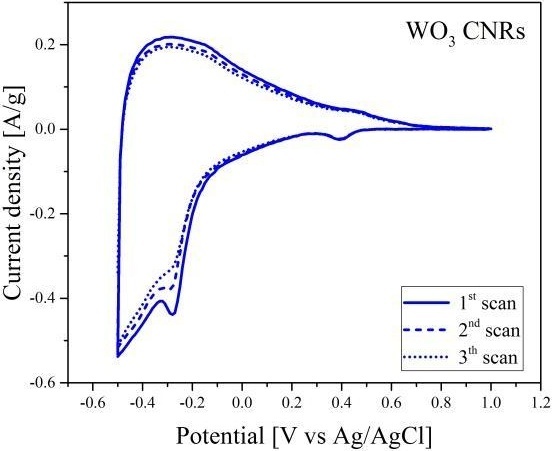 WO₃ CNRs
Current density [A/g]
0.2
0.0
-0.2
-0.4
-0.6
1ˢᵗ scan
2ⁿᵈ scan
3ᵗʰ scan
-0.6 -0.4 -0.2 0.0 0.2 0.4 0.6 0.8 1.0 1.2
Potential [V vs Ag/AgCl]